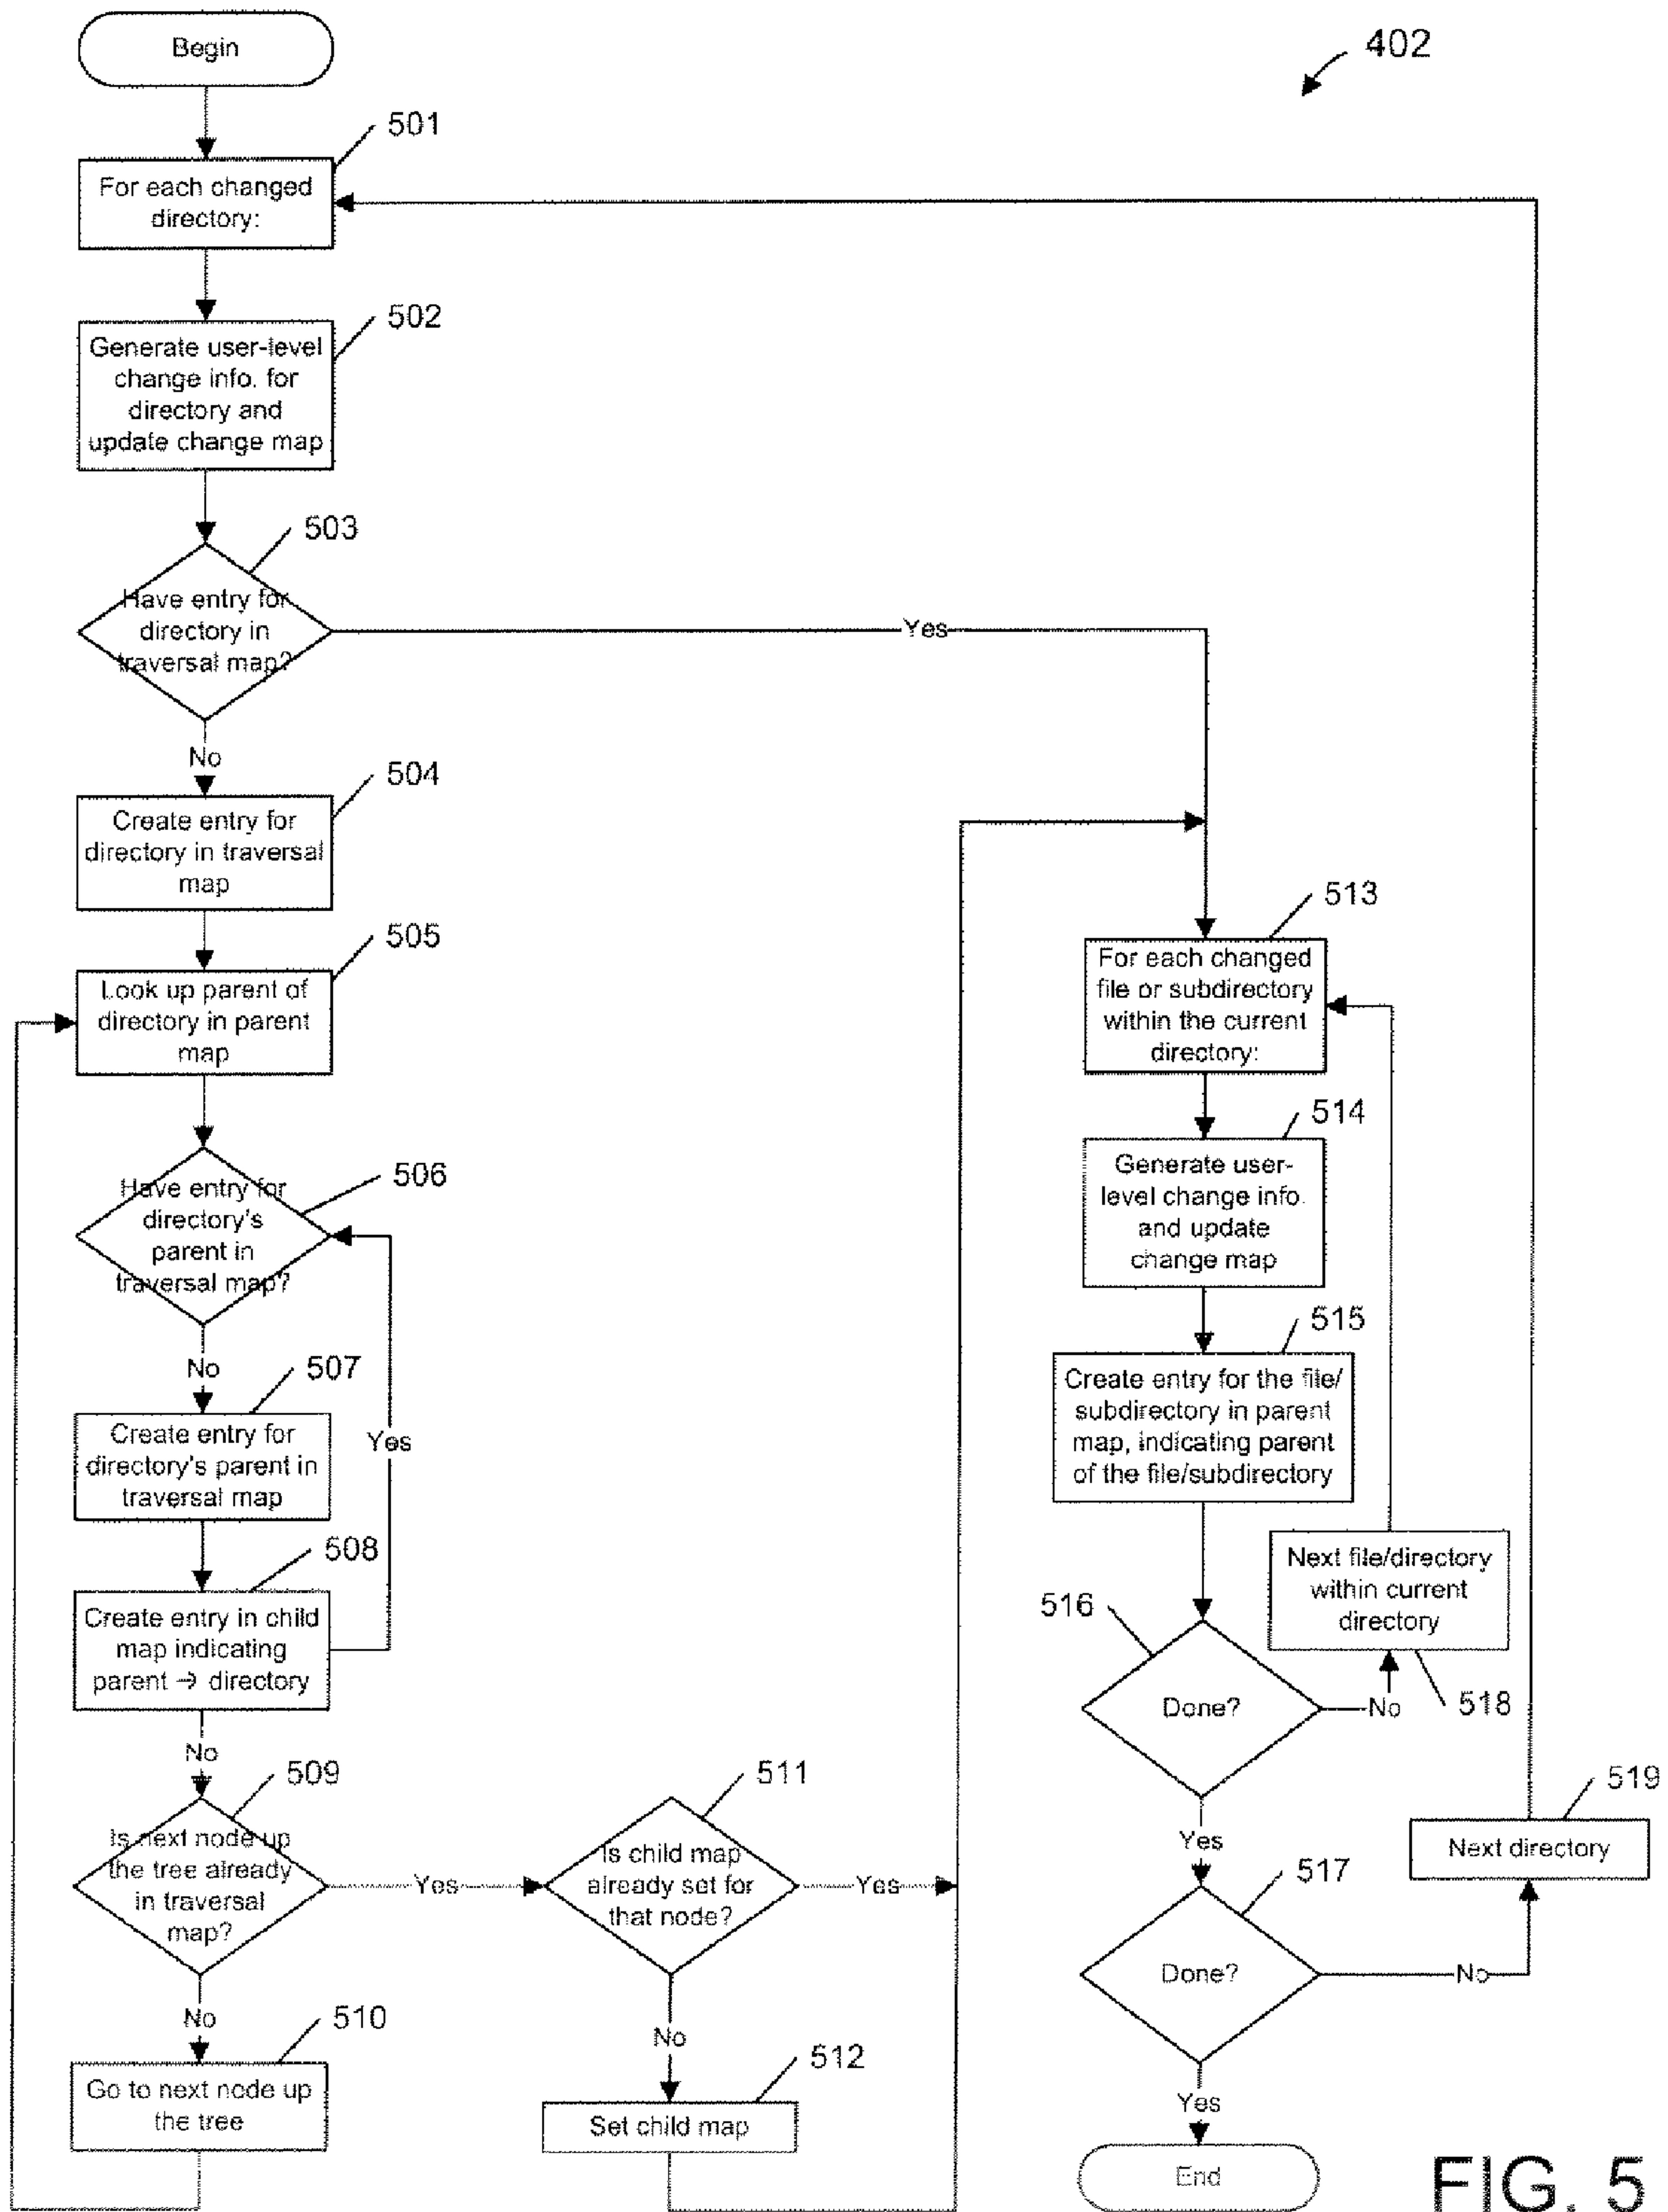 Begin
402
501
For each changed
directory:
502
Generate user-level
change info. for
directory and
update change map
503
Have entry for
directory in
traversal map?
Yes
No
504
Create entry for
directory in traversal
map
505
Look up parent of
directory in parent
map
506
Have entry for
directory's
parent in
traversal map?
Yes
No
507
Create entry for
directory's parent in
traversal map
508
Create entry in child
map indicating
parent → directory
No
509
Is next node up
the tree already
in traversal
map?
Yes
No
510
Go to next node up
the tree
511
Is child map
already set for
that node?
Yes
No
512
Set child map
513
For each changed
file or subdirectory
within the current
directory:
514
Generate user-
level change info.
and update
change map
515
Create entry for the file/
subdirectory in parent
map, indicating parent
of the file/subdirectory
516
Done?
No
518
Next file/directory
within current
directory
Yes
517
Done?
No
519
Next directory
Yes
End
FIG. 5